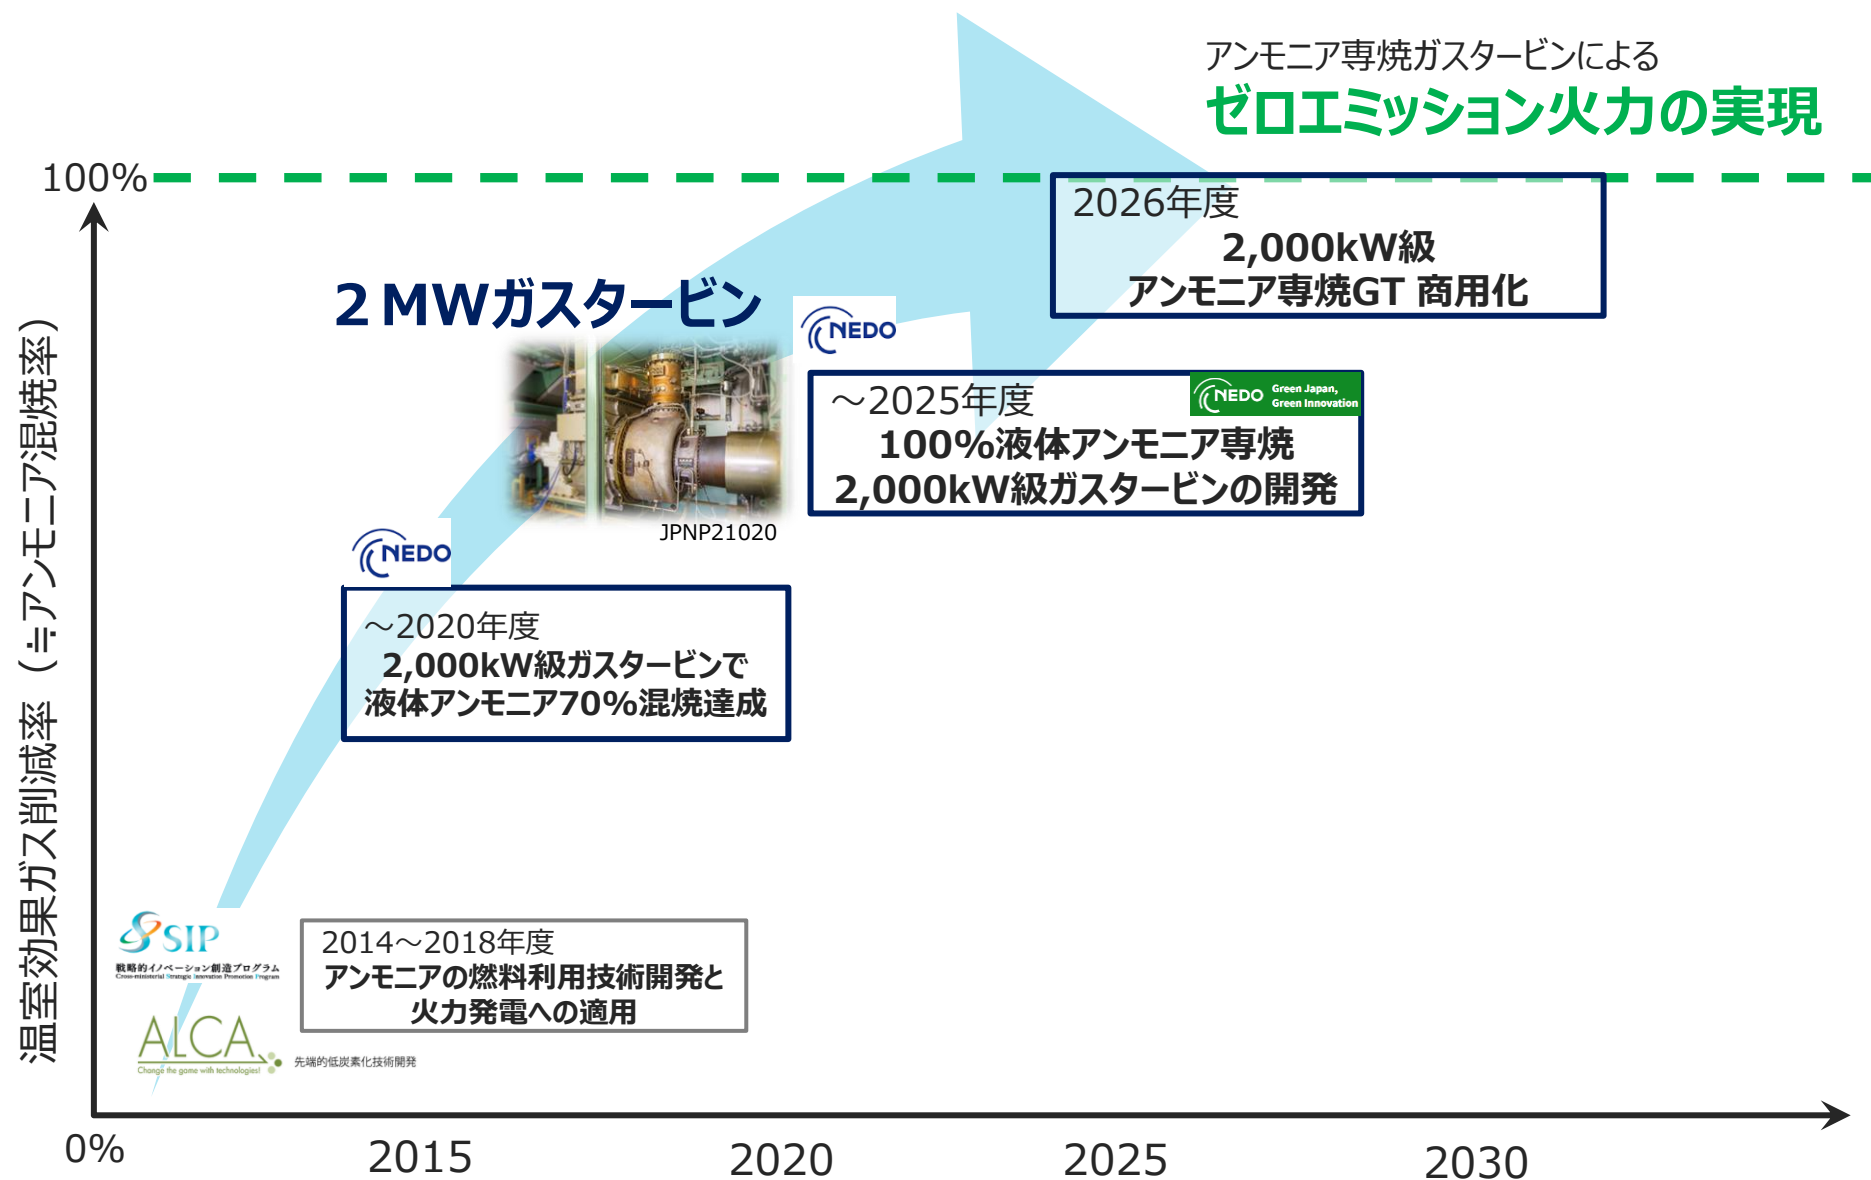 アンモニア専焼ガスタービンによる
ゼロエミッション火力の実現
100%
2026年度
2,000kW級
アンモニア専焼GT 商用化
2MWガスタービン
NEDO
～2025年度
NEDO Green Japan,
Green Innovation
100%液体アンモニア専焼
2,000kW級ガスタービンの開発
JPNP21020
NEDO
～2020年度
2,000kW級ガスタービンで
液体アンモニア70%混焼達成
温室効果ガス削減率（≒アンモニア混焼率）
SIP
戦略的イノベーション創造プログラム
Cross-ministerial Strategic Innovation Promotion Program
2014～2018年度
アンモニアの燃料利用技術開発と
火力発電への適用
ALCA
Change the game with technologies!
先端的低炭素化技術開発
0%
2015
2020
2025
2030